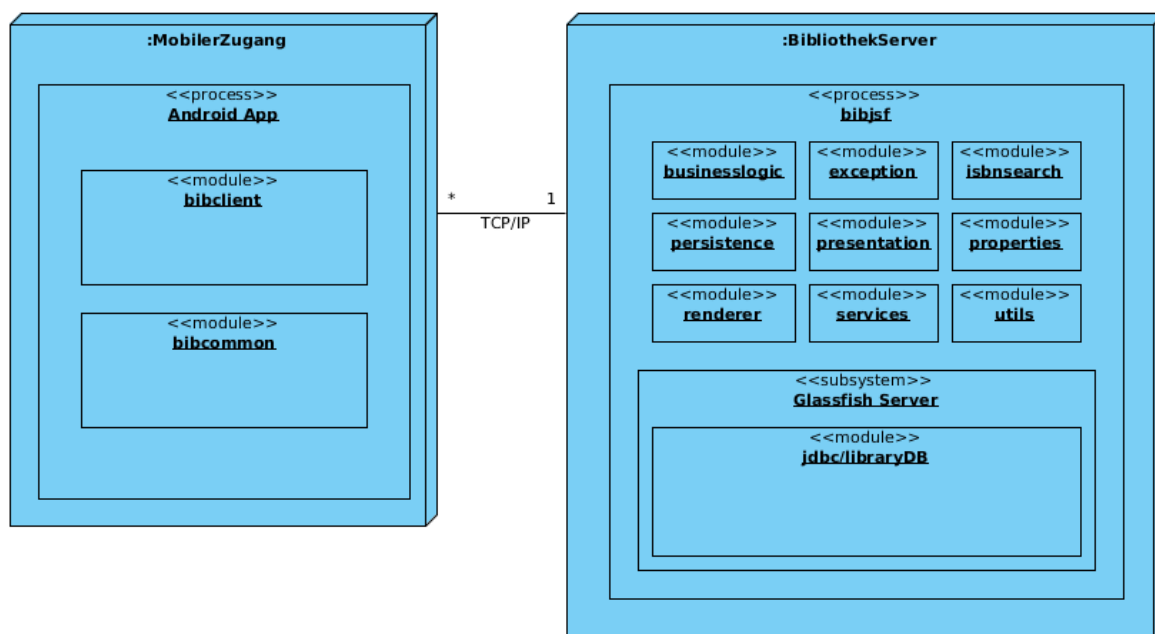 :MobilerZugang
<<process>>
Android App
<<module>>
bibclient
<<module>>
bibcommon
* 1
TCP/IP
:BibliothekServer
<<process>>
bibjsf
<<module>> <<module>> <<module>>
businesslogic exception isbnsearch
<<module>> <<module>> <<module>>
persistence presentation properties
<<module>> <<module>> <<module>>
renderer services utils
<<subsystem>>
Glassfish Server
<<module>>
jdbc/libraryDB